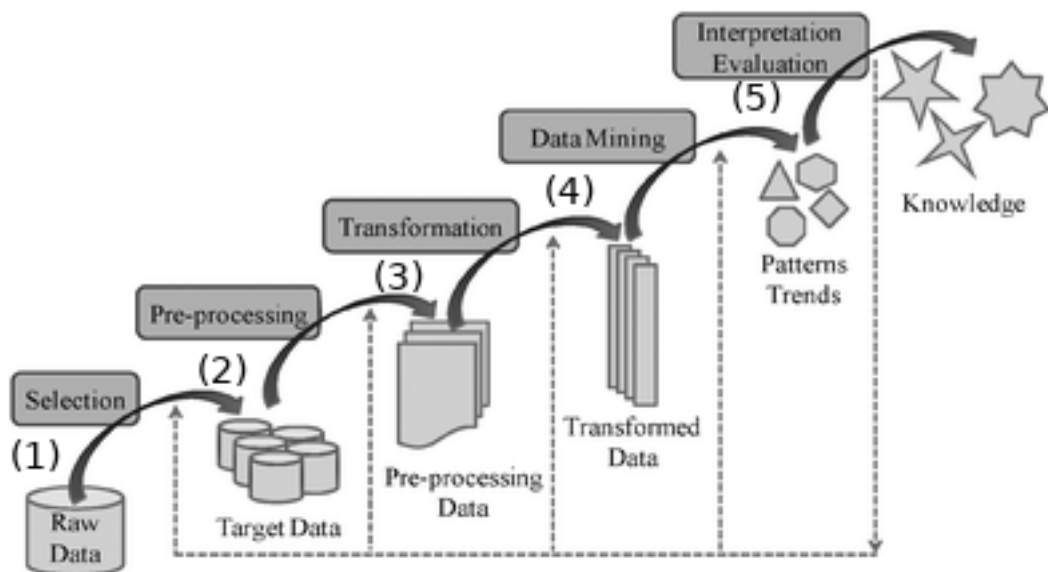 Interpretation
Evaluation
(5)
Data Mining
(4)
Knowledge
Transformation
(3)
Patterns
Trends
Pre-processing
(2)
Selection
(1)
Transformed
Data
Pre-processing
Data
Target Data
Raw
Data